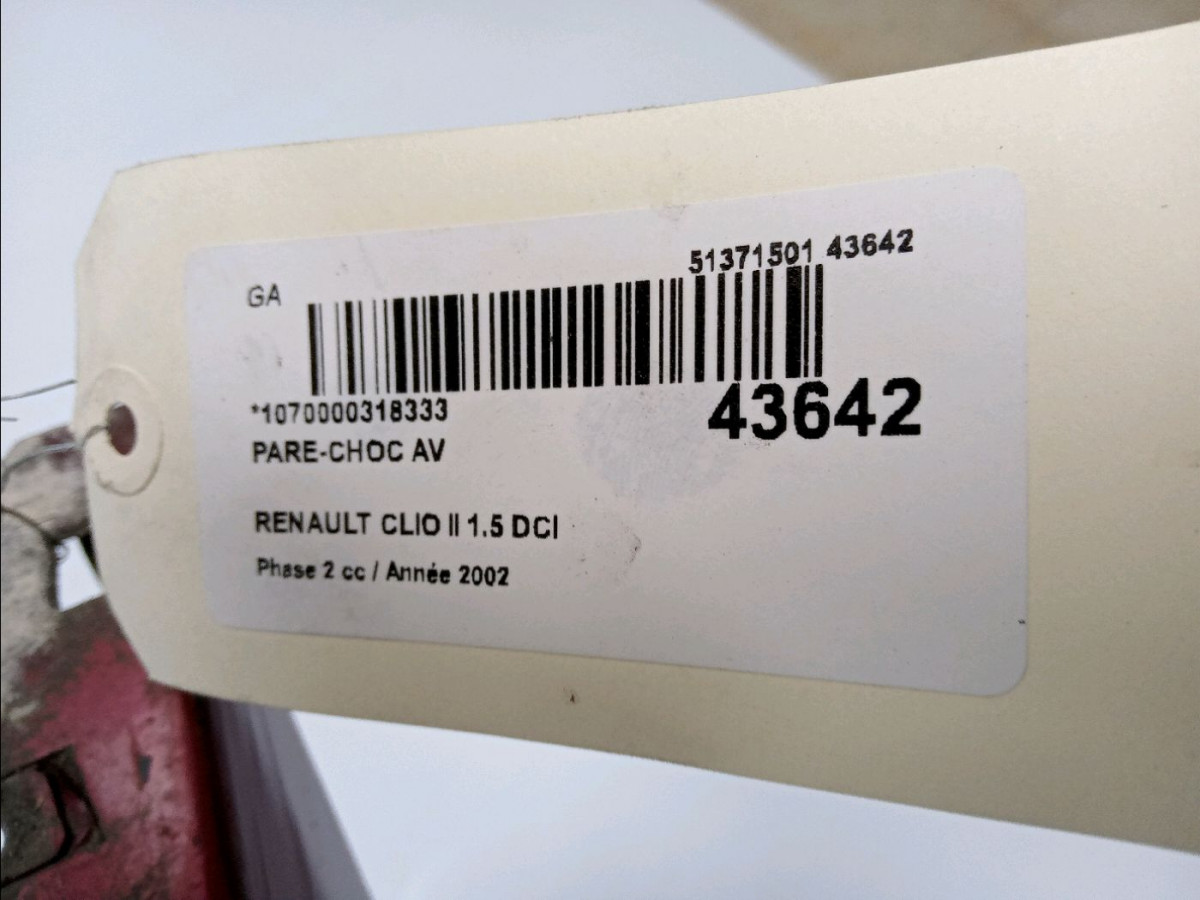 51371501 43642
GA
*1070000318333
43642
PARE-CHOC AV
RENAULT CLIO II 1.5 DCI
Phase 2 cc / Année 2002